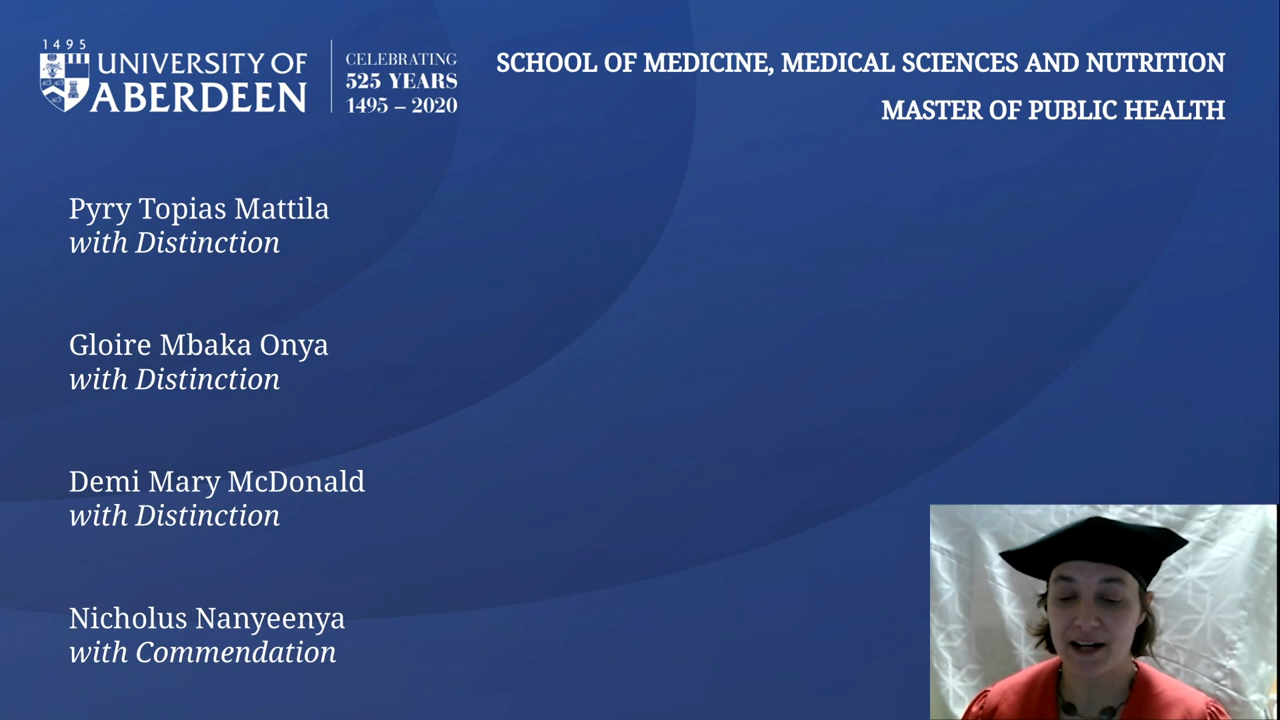 1495
UNIVERSITY OF
ABERDEEN
CELEBRATING
525 YEARS
1495 – 2020
SCHOOL OF MEDICINE, MEDICAL SCIENCES AND NUTRITION
MASTER OF PUBLIC HEALTH
Pyry Topias Mattila
with Distinction
Gloire Mbaka Onya
with Distinction
Demi Mary McDonald
with Distinction
Nicholus Nanyeenya
with Commendation